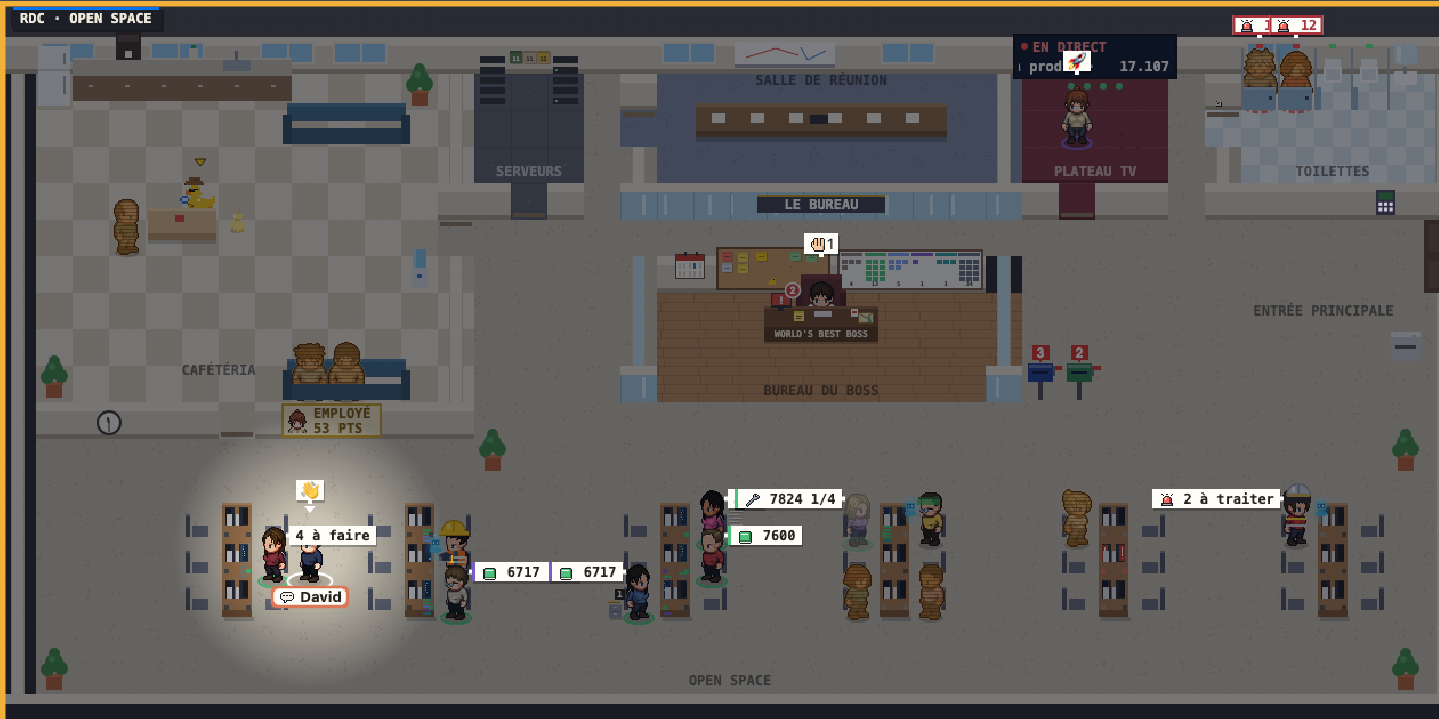 RDC · OPEN SPACE
12
EN DIRECT
prod
17.107
SALLE DE RÉUNION
SERVEURS
PLATEAU TV
TOILETTES
LE BUREAU
1
2
WORLD'S BEST BOSS
ENTRÉE PRINCIPALE
3
2
CAFÉTÉRIA
BUREAU DU BOSS
EMPLOYÉ
53 PTS
7824 1/4
2 à traiter
4 à faire
7600
6717
6717
David
OPEN SPACE